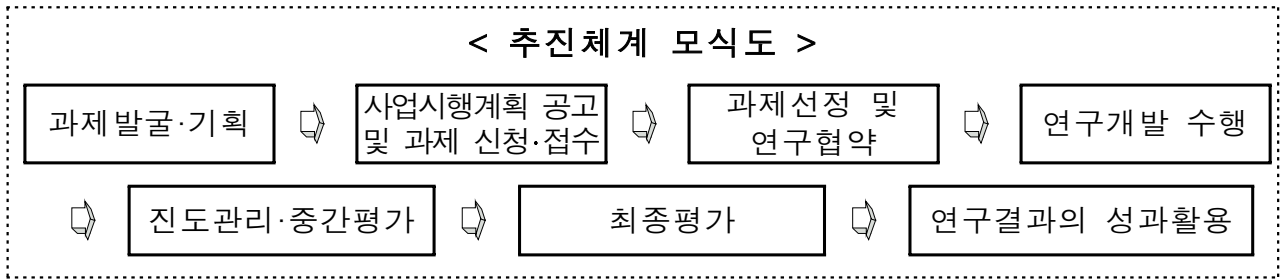 < 추진체계 모식도 >
과제발굴·기획
사업시행계획 공고
및 과제 신청·접수
과제선정 및
연구협약
연구개발 수행
진도관리·중간평가
최종평가
연구결과의 성과활용